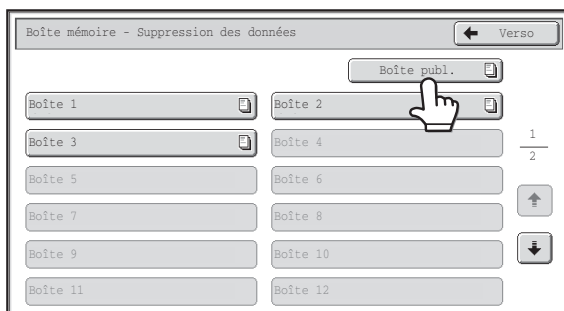 Boîte mémoire - Suppression des données
Verso
Boîte publ.
Boîte 1
Boîte 2
Boîte 3
Boîte 4
1
2
Boîte 5
Boîte 6
Boîte 7
Boîte 8
Boîte 9
Boîte 10
Boîte 11
Boîte 12